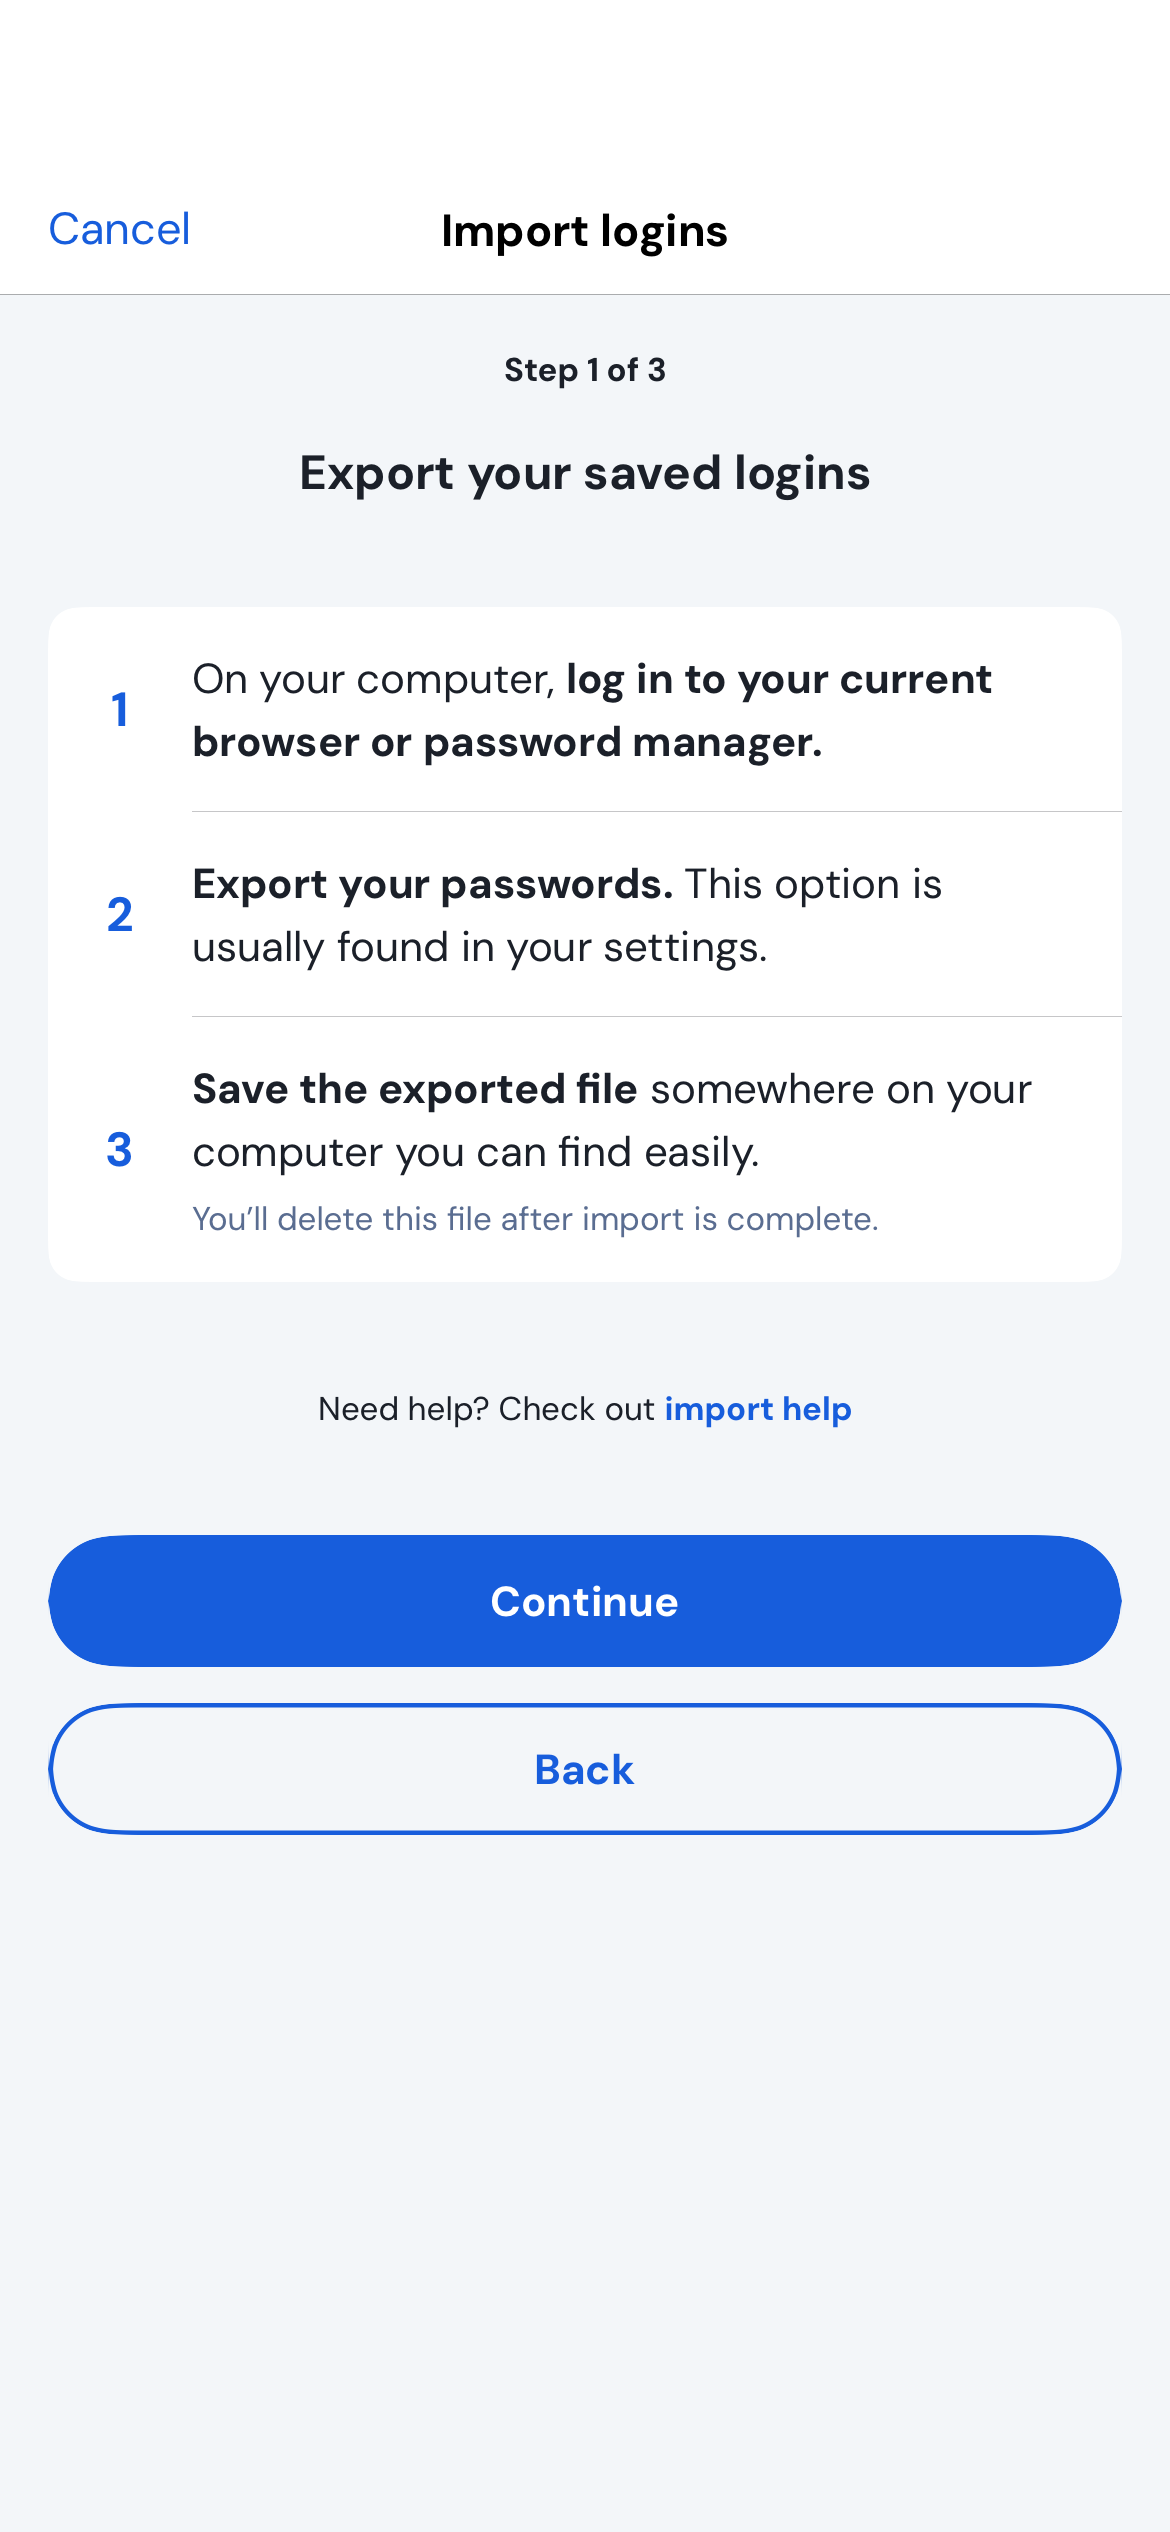 Cancel
Import logins
Step 1 of 3
Export your saved logins
1
On your computer, log in to your current
browser or password manager.
2
Export your passwords. This option is
usually found in your settings.
3
Save the exported file somewhere on your
computer you can find easily.
You’ll delete this file after import is complete.
Need help? Check out import help
Continue
Back